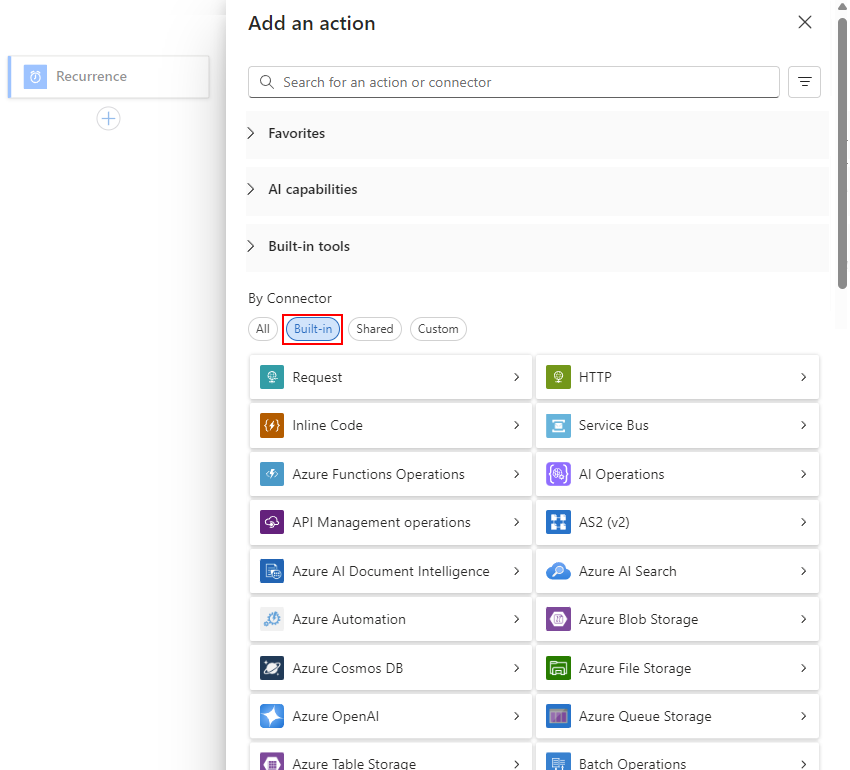 Add an action
Recurrence
Search for an action or connector
Favorites
AI capabilities
Built-in tools
By Connector
All Built-in Shared Custom
Request HTTP
Inline Code Service Bus
Azure Functions Operations AI Operations
API Management operations AS2 (v2)
Azure AI Document Intelligence Azure AI Search
Azure Automation Azure Blob Storage
Azure Cosmos DB Azure File Storage
Azure OpenAI Azure Queue Storage
Azure Table Storage Batch Operations